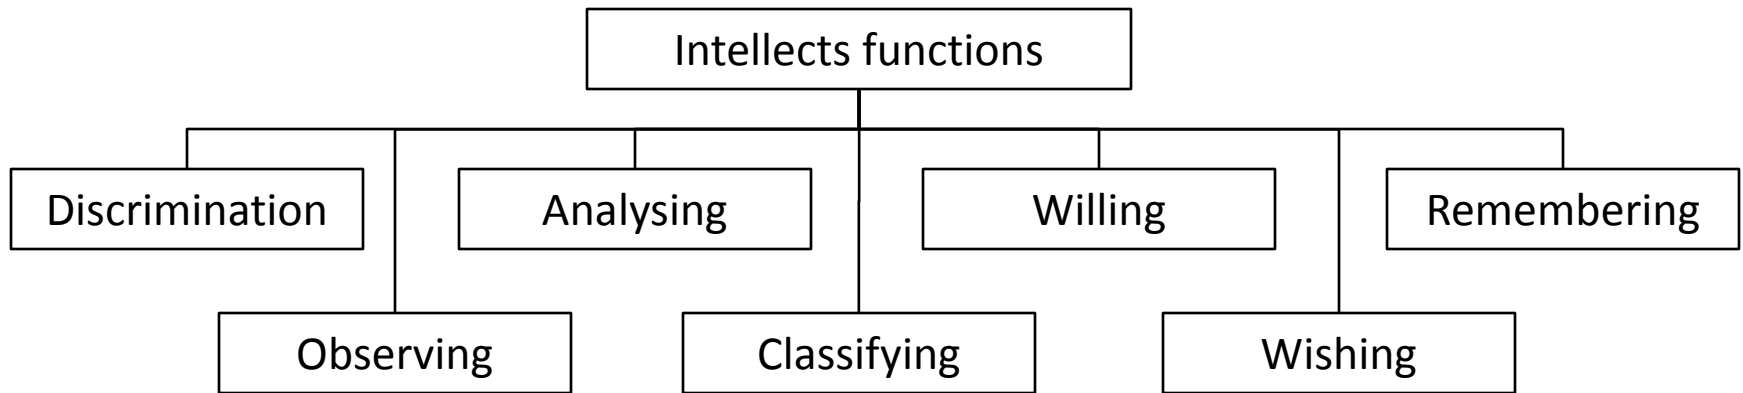 Intellects functions
Discrimination
Analysing
Willing
Remembering
Observing
Classifying
Wishing